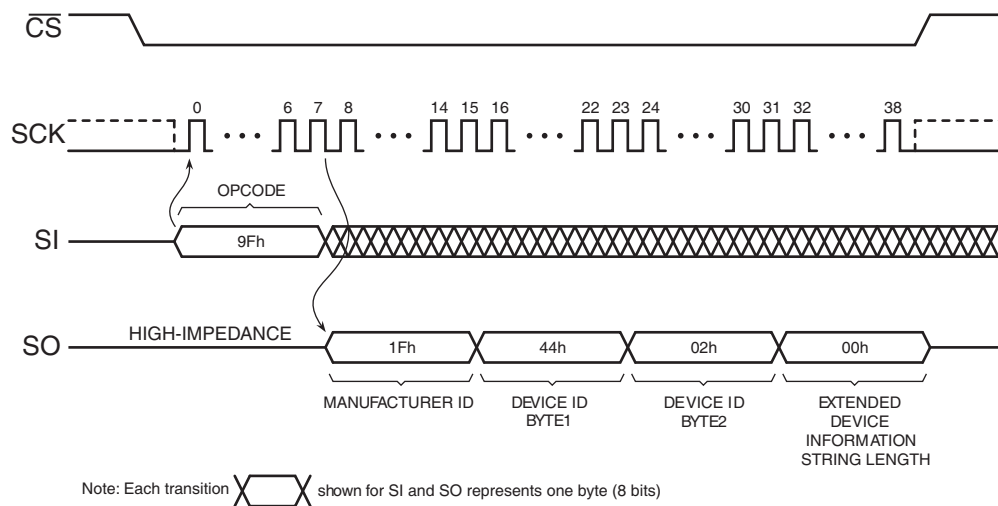 CS
0 6 7 8 14 15 16 22 23 24 30 31 32 38
SCK
OPCODE
SI 9Fh
HIGH-IMPEDANCE
SO 1Fh 44h 02h 00h
MANUFACTURER ID
DEVICE ID
BYTE1
DEVICE ID
BYTE2
EXTENDED
DEVICE
INFORMATION
STRING LENGTH
Note: Each transition shown for SI and SO represents one byte (8 bits)